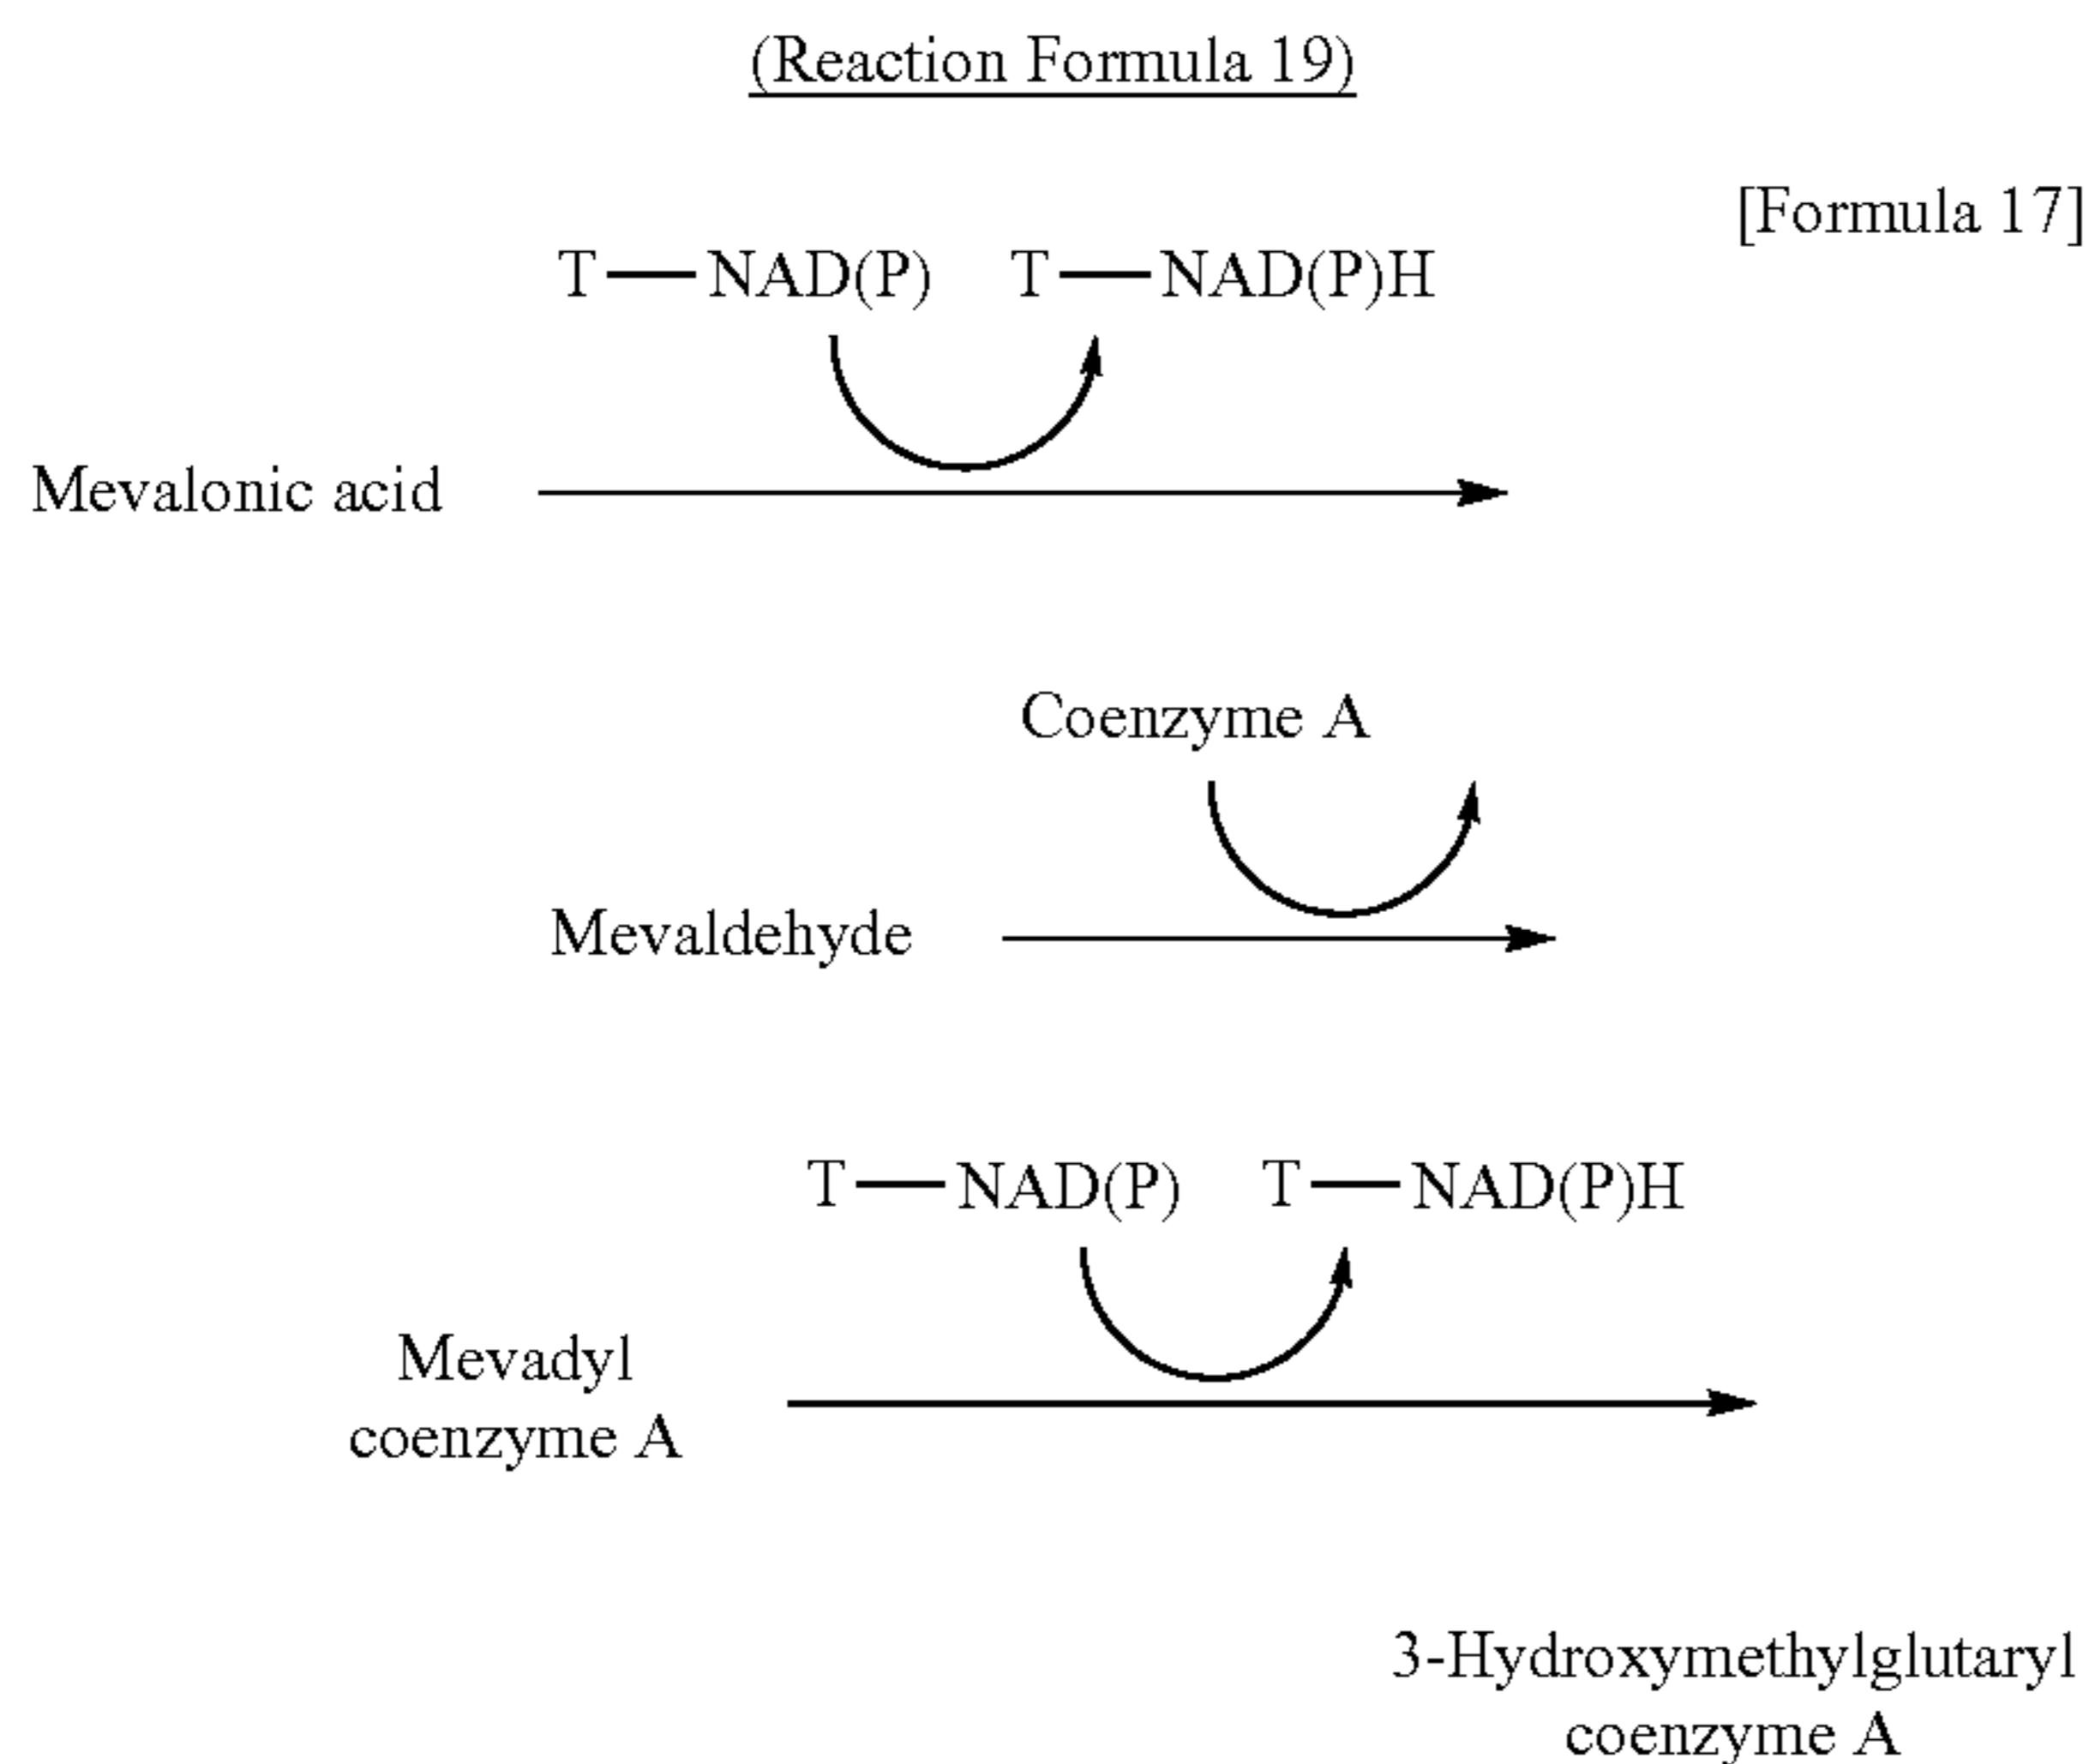 (Reaction Formula 19)
[Formula 17]
T—NAD(P) T—NAD(P)H
Mevalonic acid
Coenzyme A
Mevaldehyde
T—NAD(P) T—NAD(P)H
Mevadyl
coenzyme A
3-Hydroxymethylglutaryl
coenzyme A